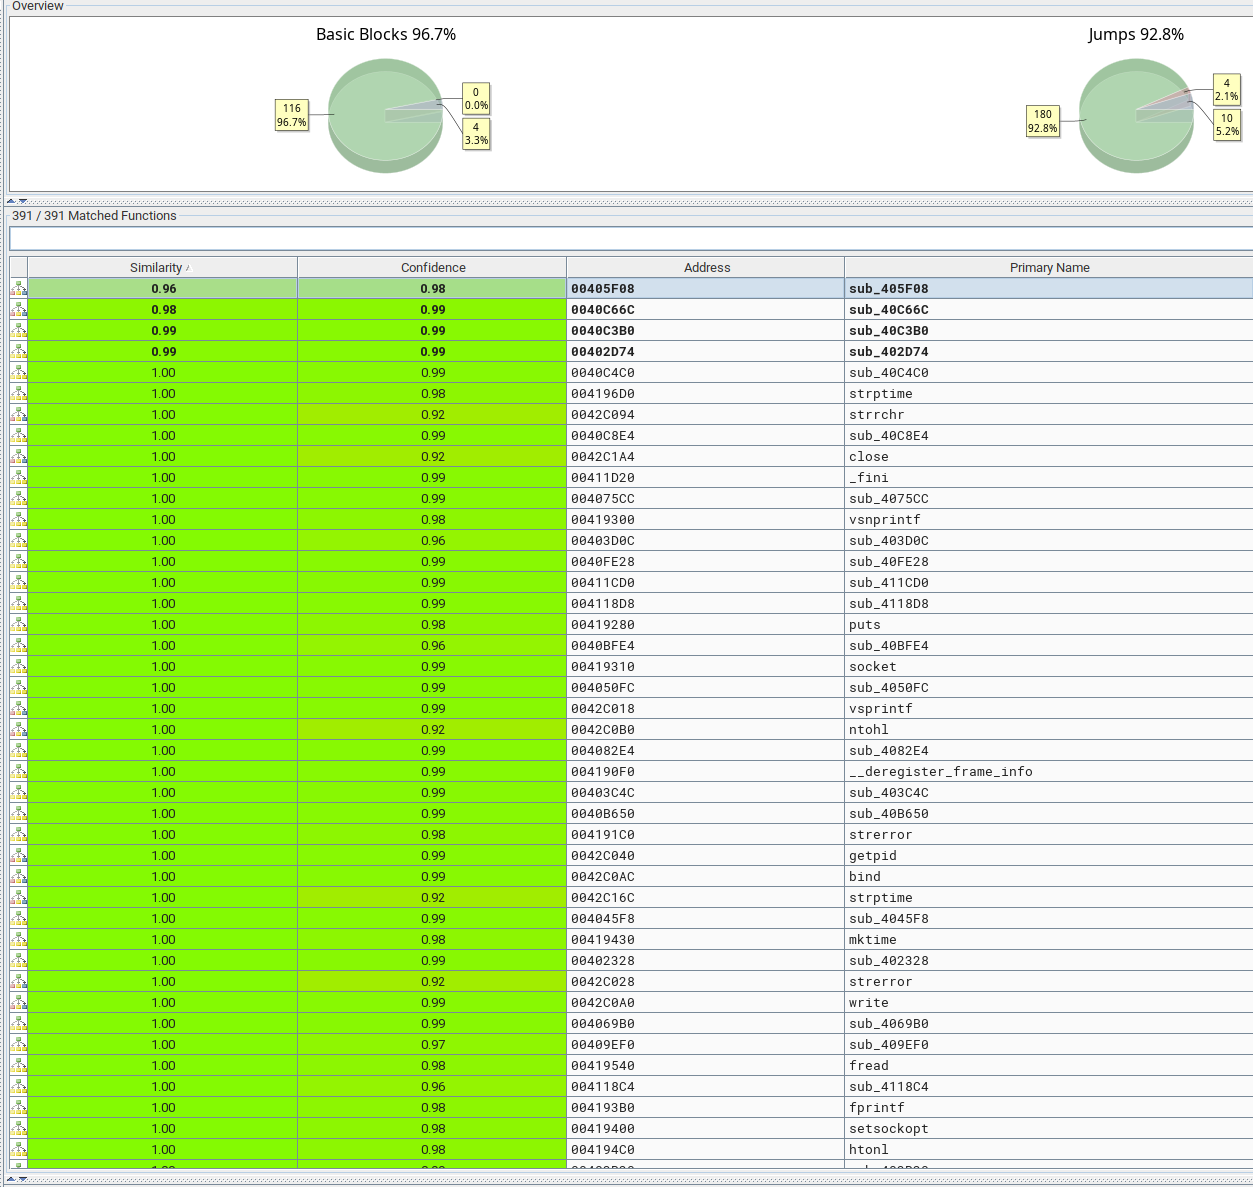 Overview
Basic Blocks 96.7%
Jumps 92.8%
116
96.7%
0
0.0%
4
3.3%
180
92.8%
4
2.1%
10
5.2%
391 / 391 Matched Functions
Similarity Confidence Address Primary Name
0.96 0.98 00405F08 sub_405F08
0.98 0.99 0040C66C sub_40C66C
0.99 0.99 0040C3B0 sub_40C3B0
0.99 0.99 00402D74 sub_402D74
1.00 0.99 0040C4C0 sub_40C4C0
1.00 0.98 004196D0 strptime
1.00 0.92 0042C094 strrchr
1.00 0.99 0040C8E4 sub_40C8E4
1.00 0.92 0042C1A4 close
1.00 0.99 00411D20 _fini
1.00 0.99 004075CC sub_4075CC
1.00 0.98 00419300 vsnprintf
1.00 0.96 00403D0C sub_403D0C
1.00 0.99 0040FE28 sub_40FE28
1.00 0.99 00411CD0 sub_411CD0
1.00 0.99 004118D8 sub_4118D8
1.00 0.98 00419280 puts
1.00 0.96 0040BFE4 sub_40BFE4
1.00 0.99 00419310 socket
1.00 0.99 004050FC sub_4050FC
1.00 0.99 0042C018 vsprintf
1.00 0.92 0042C0B0 ntohl
1.00 0.99 004082E4 sub_4082E4
1.00 0.99 004190F0 __deregister_frame_info
1.00 0.99 00403C4C sub_403C4C
1.00 0.99 0040B650 sub_40B650
1.00 0.98 004191C0 strerror
1.00 0.99 0042C040 getpid
1.00 0.99 0042C0AC bind
1.00 0.92 0042C16C strptime
1.00 0.99 004045F8 sub_4045F8
1.00 0.98 00419430 mktime
1.00 0.99 00402328 sub_402328
1.00 0.92 0042C028 strerror
1.00 0.99 0042C0A0 write
1.00 0.99 004069B0 sub_4069B0
1.00 0.97 00409EF0 sub_409EF0
1.00 0.98 00419540 fread
1.00 0.96 004118C4 sub_4118C4
1.00 0.98 004193B0 fprintf
1.00 0.98 00419400 setsockopt
1.00 0.98 004194C0 htonl